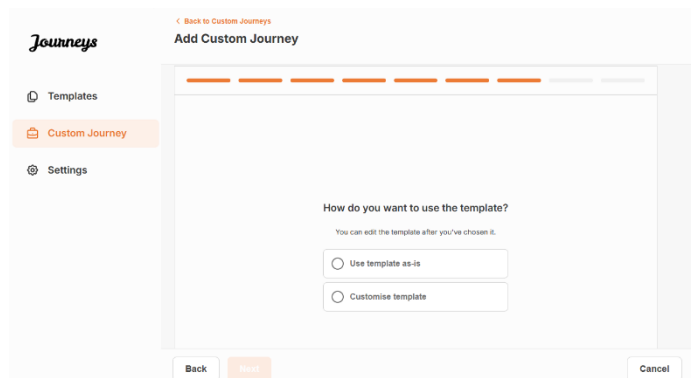 Journeys
Templates
Custom Journey
Settings
< Back to Custom Journeys
Add Custom Journey
How do you want to use the template?
You can edit the template after you've chosen it.
Use template as-is
Customise template
Back
Next
Cancel